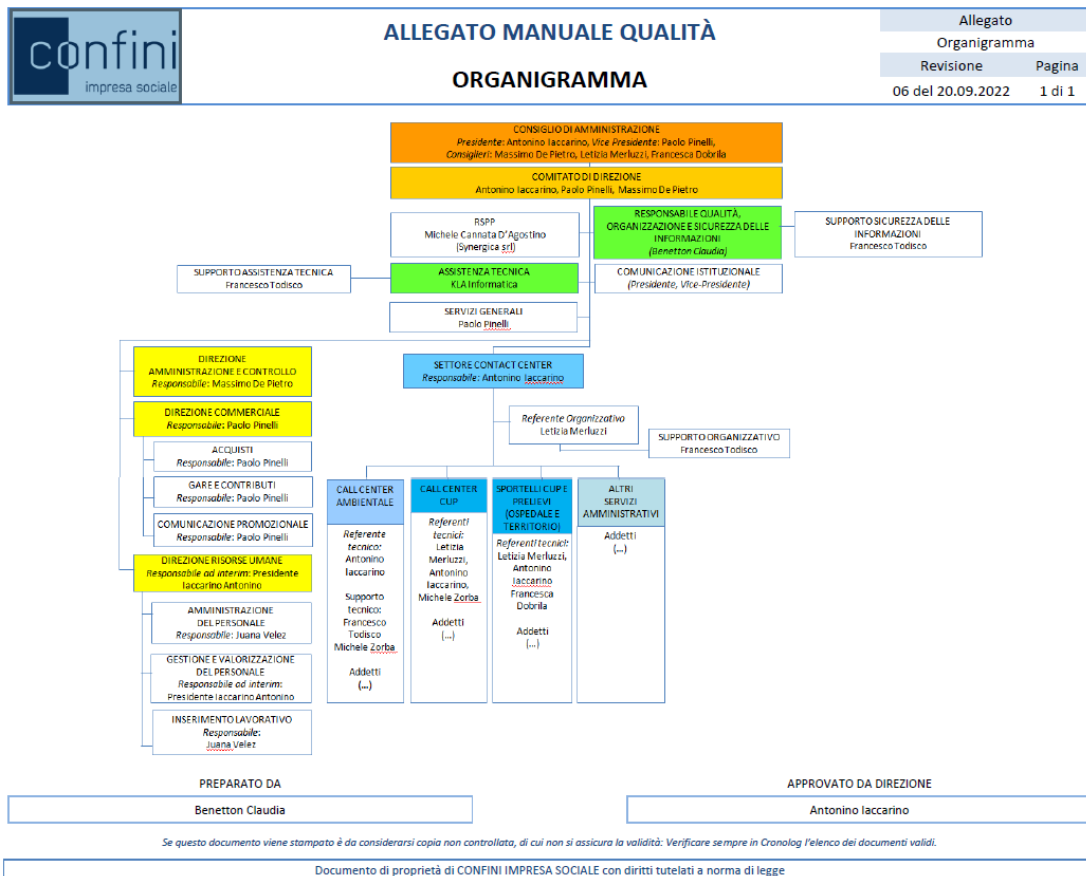 confini
impresa sociale
ALLEGATO MANUALE QUALITÀ
ORGANIGRAMMA
Allegato
Organigramma
Revisione Pagina
06 del 20.09.2022 1 di 1
CONSIGLIO DI AMMINISTRAZIONE
Presidente: Antonino Iaccarino, Vice Presidente: Paolo Pinelli,
Consiglieri: Massimo De Pietro, Letizia Merluzzi, Francesca Dobrila
COMITATO DI DIREZIONE
Antonino Iaccarino, Paolo Pinelli, Massimo De Pietro
RSPP
Michele Cannata D'Agostino
(Synergica srl)
RESPONSABILE QUALITÀ,
ORGANIZZAZIONE E SICUREZZA DELLE
INFORMAZIONI
(Benetton Claudia)
SUPPORTO SICUREZZA DELLE
INFORMAZIONI
Francesco Todisco
SUPPORTO ASSISTENZA TECNICA
Francesco Todisco
ASSISTENZA TECNICA
KLA Informatica
COMUNICAZIONE ISTITUZIONALE
(Presidente, Vice-Presidente)
SERVIZI GENERALI
Paolo Pinelli
DIREZIONE
AMMINISTRAZIONE E CONTROLLO
Responsabile: Massimo De Pietro
SETTORE CONTACT CENTER
Responsabile: Antonino Iaccarino
DIREZIONE COMMERCIALE
Responsabile: Paolo Pinelli
Referente Organizzativo
Letizia Merluzzi
SUPPORTO ORGANIZZATIVO
Francesco Todisco
ACQUISTI
Responsabile: Paolo Pinelli
GARE E CONTRIBUTI
Responsabile: Paolo Pinelli
COMUNICAZIONE PROMOZIONALE
Responsabile: Paolo Pinelli
DIREZIONE RISORSE UMANE
Responsabile ad interim: Presidente
Iaccarino Antonino
AMMINISTRAZIONE
DEL PERSONALE
Responsabile: Juana Velez
GESTIONE E VALORIZZAZIONE
DEL PERSONALE
Responsabile ad interim:
Presidente Iaccarino Antonino
INSERIMENTO LAVORATIVO
Responsabile:
Juana Velez
CALL CENTER
AMBIENTALE
Referente
tecnico:
Antonino
Iaccarino
Supporto
tecnico:
Francesco
Todisco
Michele Zorba
Addetti
(...)
CALL CENTER
CUP
Referenti
tecnici:
Letizia
Merluzzi,
Antonino
Iaccarino,
Michele Zorba
Addetti
(...)
SPORTELLI CUP E
PRELIEVI
(OSPEDALE E
TERRITORIO)
Referenti tecnici:
Letizia Merluzzi,
Antonino
Iaccarino
Francesca
Dobrila
Addetti
(...)
ALTRI
SERVIZI
AMMINISTRATIVI
Addetti
(...)
PREPARATO DA
Benetton Claudia
APPROVATO DA DIREZIONE
Antonino Iaccarino
Se questo documento viene stampato è da considerarsi copia non controllata, di cui non si assicura la validità: Verificare sempre in Cronolog l'elenco dei documenti validi.
Documento di proprietà di CONFINI IMPRESA SOCIALE con diritti tutelati a norma di legge